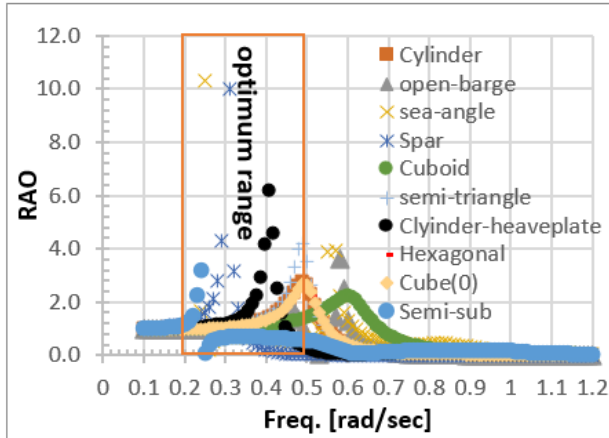 12.0
10.0
8.0
6.0
4.0
2.0
0.0
RAO
optimum range
Cylinder
open-barge
sea-angle
Spar
Cuboid
semi-triangle
Clyinder-heaveplate
Hexagonal
Cube(0)
Semi-sub
0 0.1 0.2 0.3 0.4 0.5 0.6 0.7 0.8 0.9 1 1.1 1.2
Freq. [rad/sec]